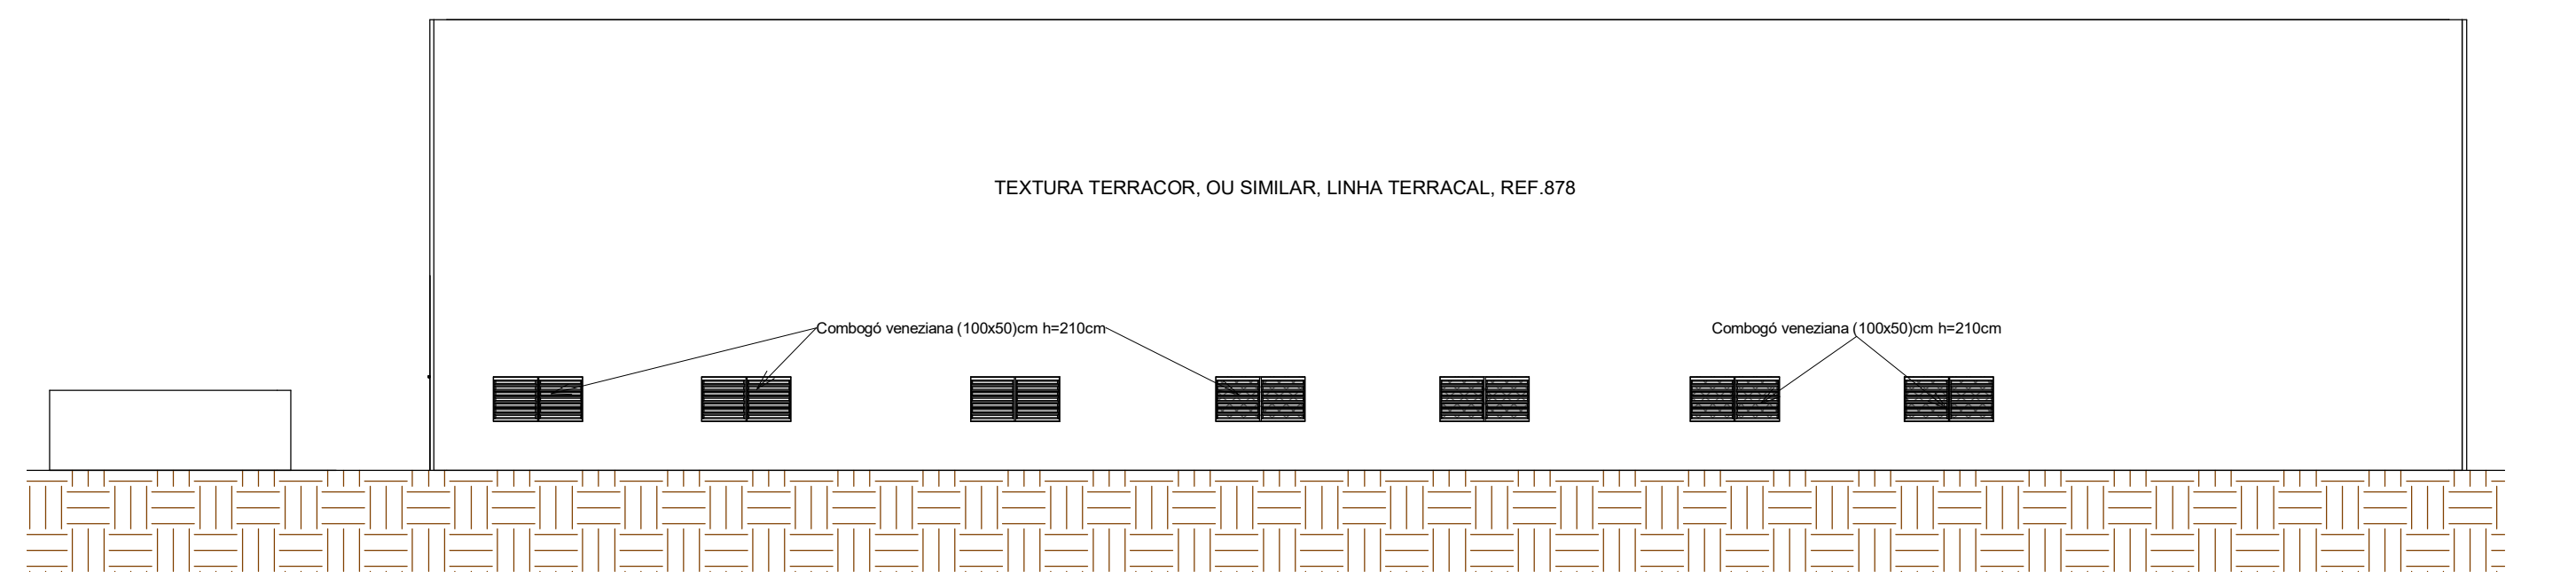 TEXTURA TERRACOR, OU SIMILAR, LINHA TERRACAL, REF.878
Combogó veneziana (100x50)cm h=210cm
Combogó veneziana (100x50)cm h=210cm